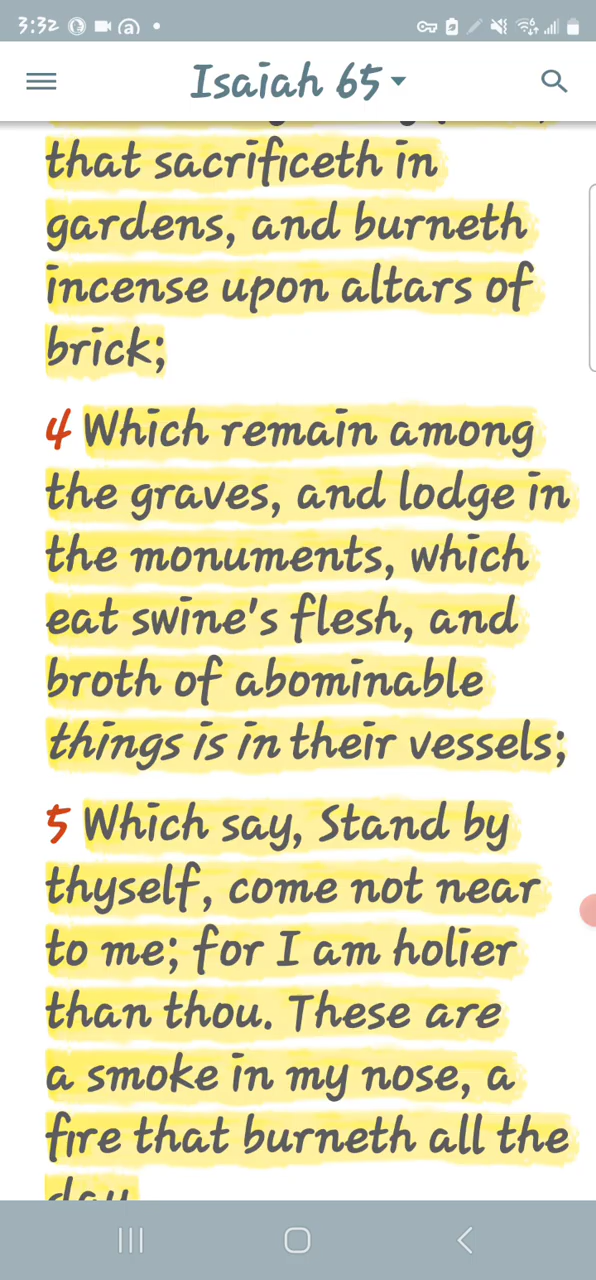 3:32
Isaiah 65
that sacrificeth in
gardens, and burneth
incense upon altars of
brick;
4 Which remain among
the graves, and lodge in
the monuments, which
eat swine's flesh, and
broth of abominable
things is in their vessels;
5 Which say, Stand by
thyself, come not near
to me; for I am holier
than thou. These are
a smoke in my nose, a
fire that burneth all the
day.